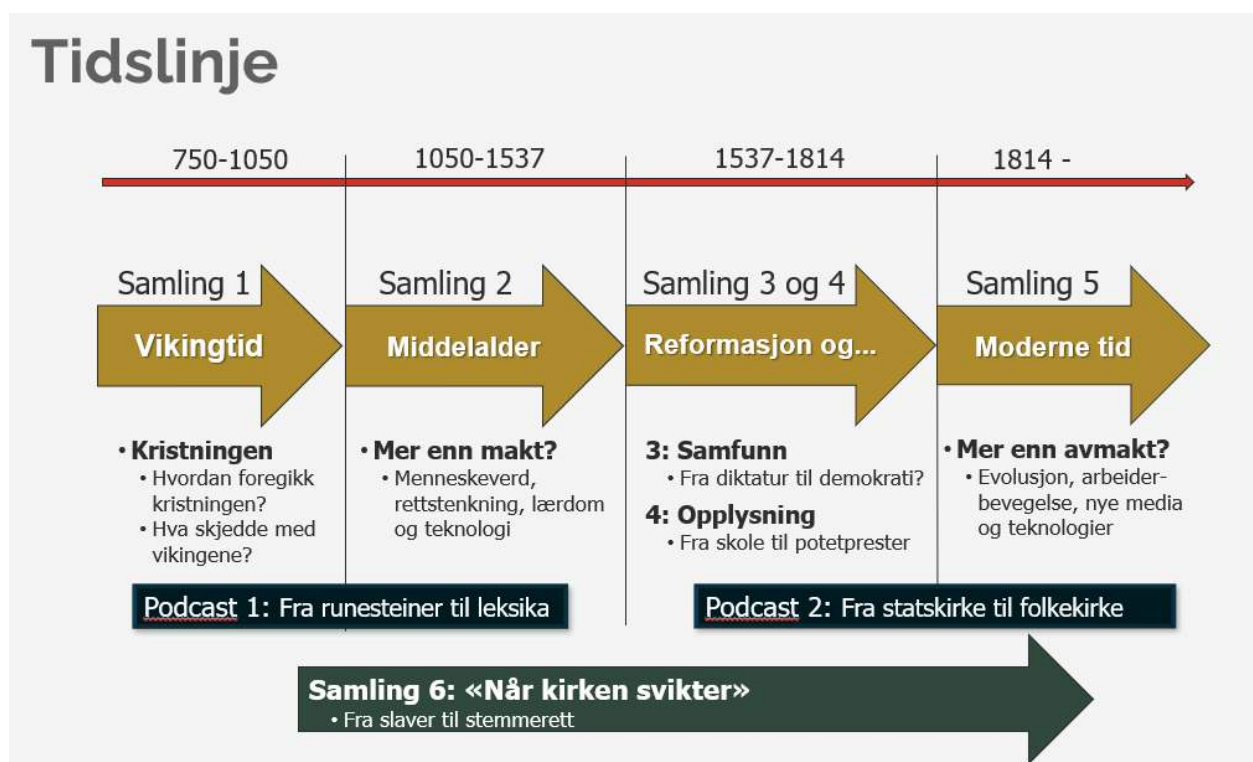 Tidslinje
750-1050
1050-1537
1537-1814
1814 -
Samling 1
Samling 2
Samling 3 og 4
Samling 5
Vikingtid
Middelalder
Reformasjon og...
Moderne tid
• Kristningen
• Hvordan foregikk
kristningen?
• Hva skjedde med
vikingene?
• Mer enn makt?
• Menneskeverd,
rettstenkning, lærdom
og teknologi
3: Samfunn
• Fra diktatur til demokrati?
4: Opplysning
• Fra skole til potetprester
• Mer enn avmakt?
• Evolusjon, arbeider-
bevegelse, nye media
og teknologier
Podcast 1: Fra runesteiner til leksika
Podcast 2: Fra statskirke til folkekirke
Samling 6: «Når kirken svikter»
• Fra slaver til stemmerett